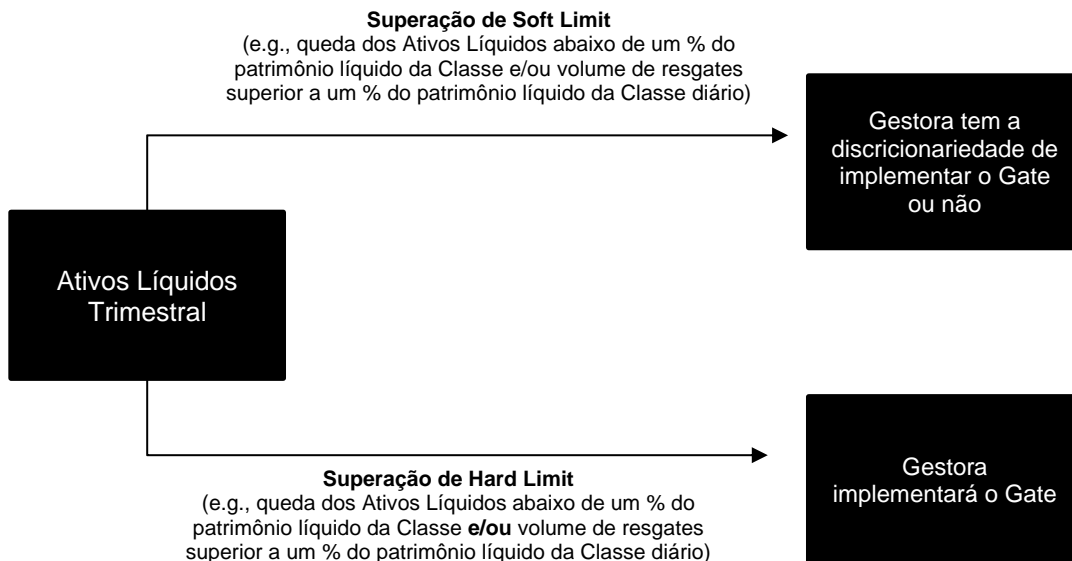 Superação de Soft Limit
(e.g., queda dos Ativos Líquidos abaixo de um % do
patrimônio líquido da Classe e/ou volume de resgates
superior a um % do patrimônio líquido da Classe diário)
Gestora tem a
discricionariedade de
implementar o Gate
ou não
Ativos Líquidos
Trimestral
Superação de Hard Limit
(e.g., queda dos Ativos Líquidos abaixo de um % do
patrimônio líquido da Classe e/ou volume de resgates
superior a um % do patrimônio líquido da Classe diário)
Gestora
implementará o Gate